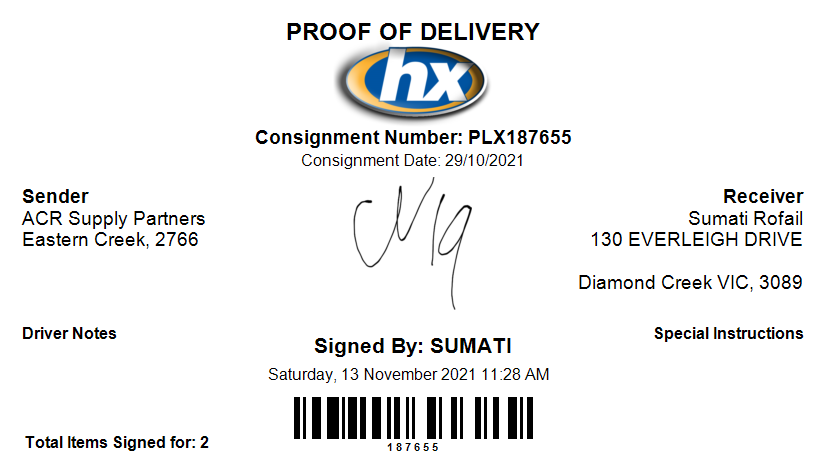 PROOF OF DELIVERY
hx
Consignment Number: PLX187655
Consignment Date: 29/10/2021
Sender
ACR Supply Partners
Eastern Creek, 2766
Receiver
Sumati Rofail
130 EVERLEIGH DRIVE
Diamond Creek VIC, 3089
Driver Notes
Special Instructions
Signed By: SUMATI
Saturday, 13 November 2021 11:28 AM
187655
Total Items Signed for: 2